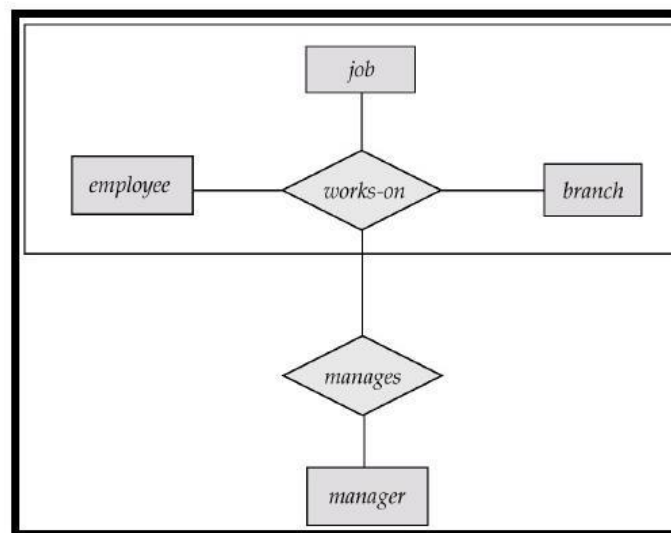 job
employee
works-on
branch
manages
manager